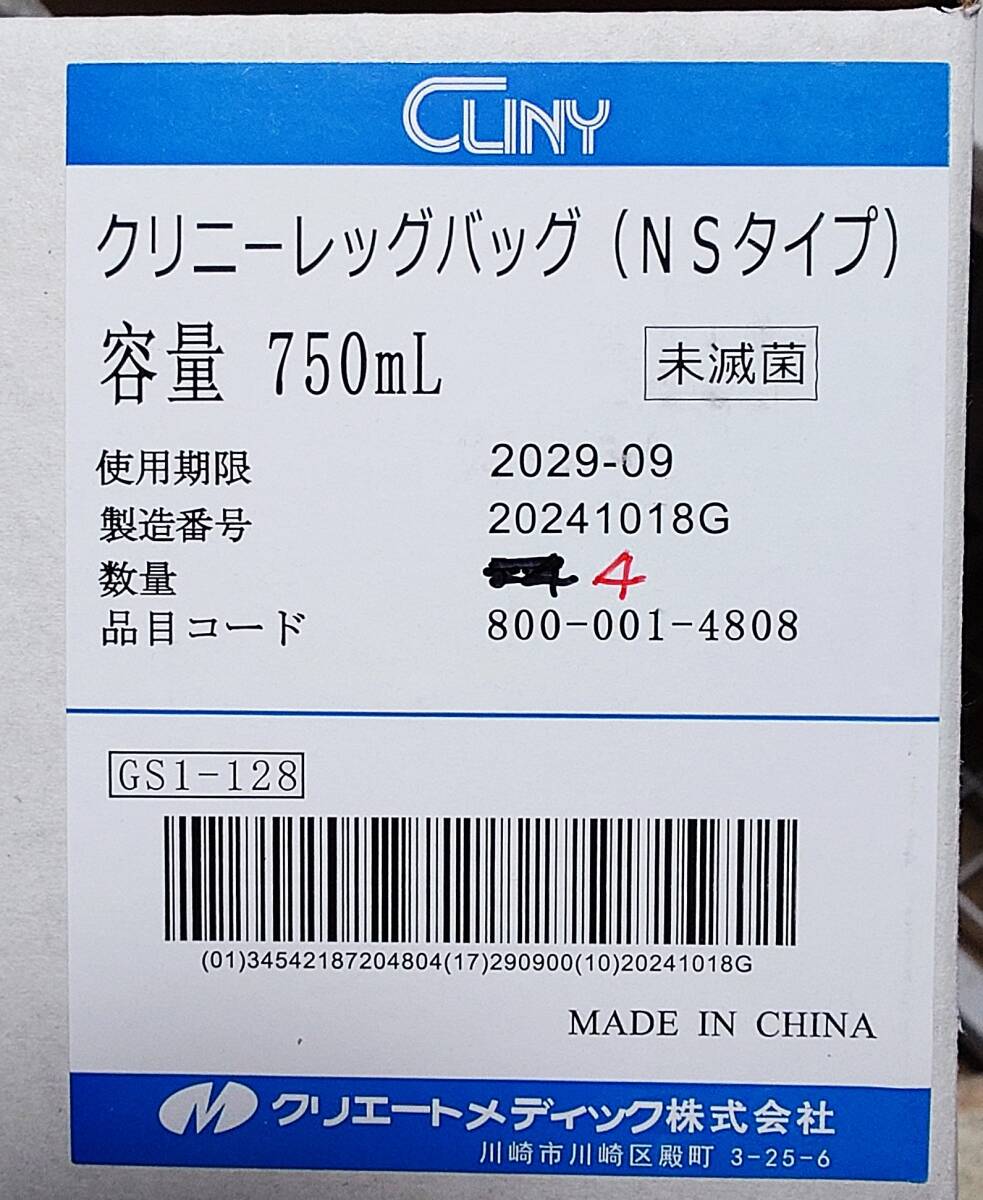 CLINY
クリニーレッグバッグ(NSタイプ)
容量 750mL
未滅菌
使用期限 2029-09
製造番号 20241018G
数量 4
品目コード 800-001-4808
GS1-128
(01)34542187204804(17)290900(10)20241018G
MADE IN CHINA
クリエートメディック株式会社
川崎市川崎区殿町 3-25-6